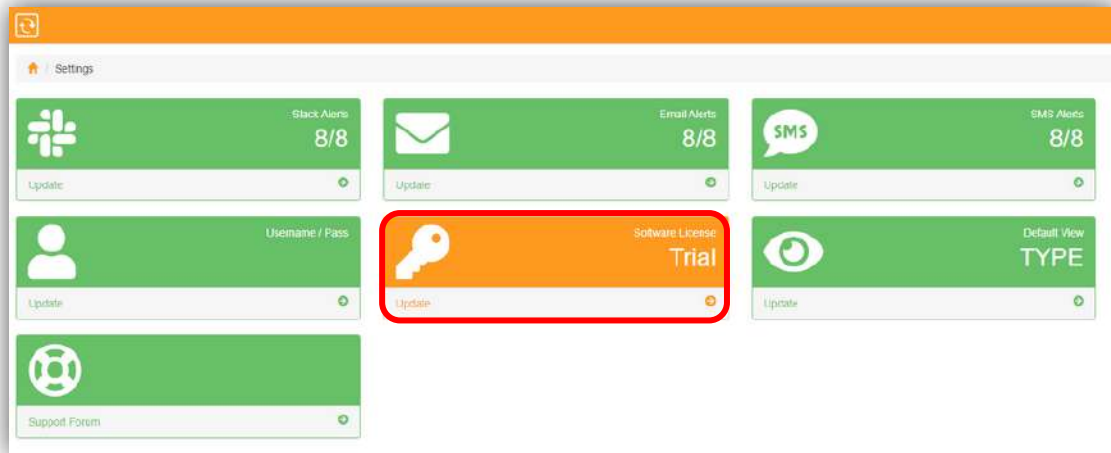 Settings
Slack Alerts
8/8
Update
Email Alerts
8/8
Update
SMS
SMS Alerts
8/8
Update
Username / Pass
Update
Software License
Trial
Update
Default View
TYPE
Update
Support Forum